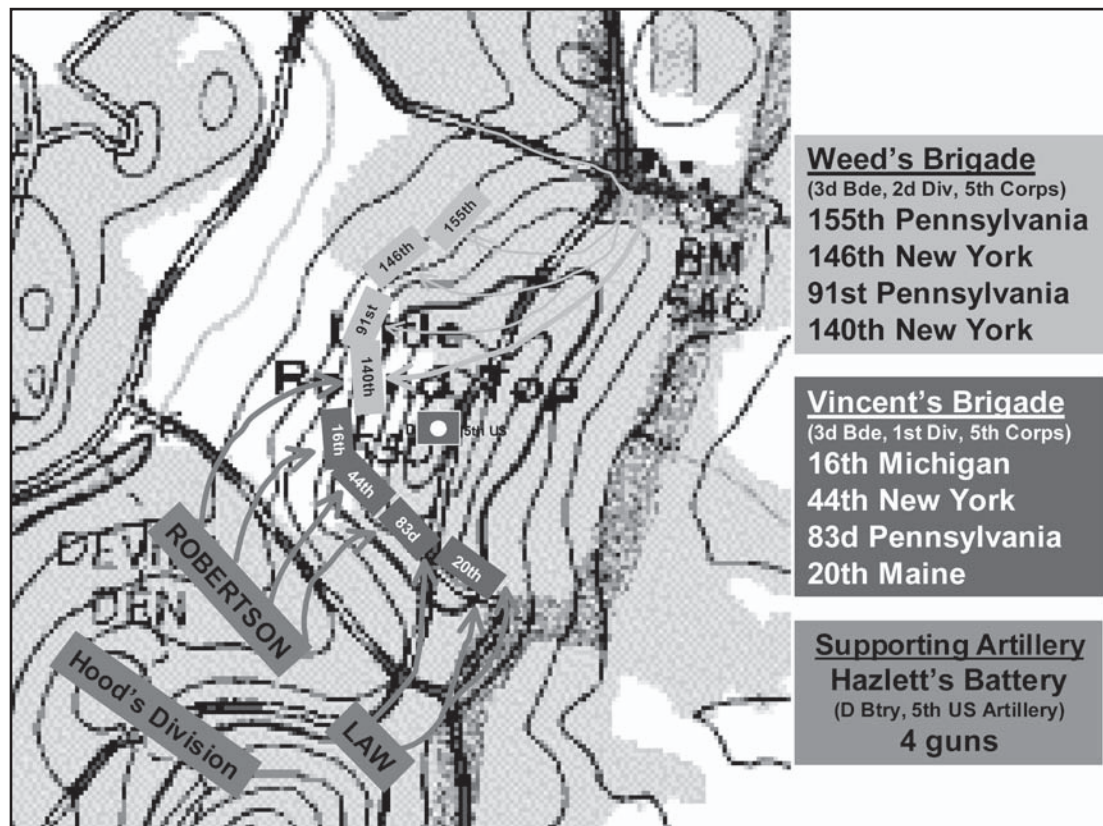 155th
146th
91st
140th
16th
44th
83d
20th
5th US
BM
546
DEN
ROBERTSON
LAW
Hood's Division
Weed's Brigade
(3d Bde, 2d Div, 5th Corps)
155th Pennsylvania
146th New York
91st Pennsylvania
140th New York
Vincent's Brigade
(3d Bde, 1st Div, 5th Corps)
16th Michigan
44th New York
83d Pennsylvania
20th Maine
Supporting Artillery
Hazlett's Battery
(D Btry, 5th US Artillery)
4 guns